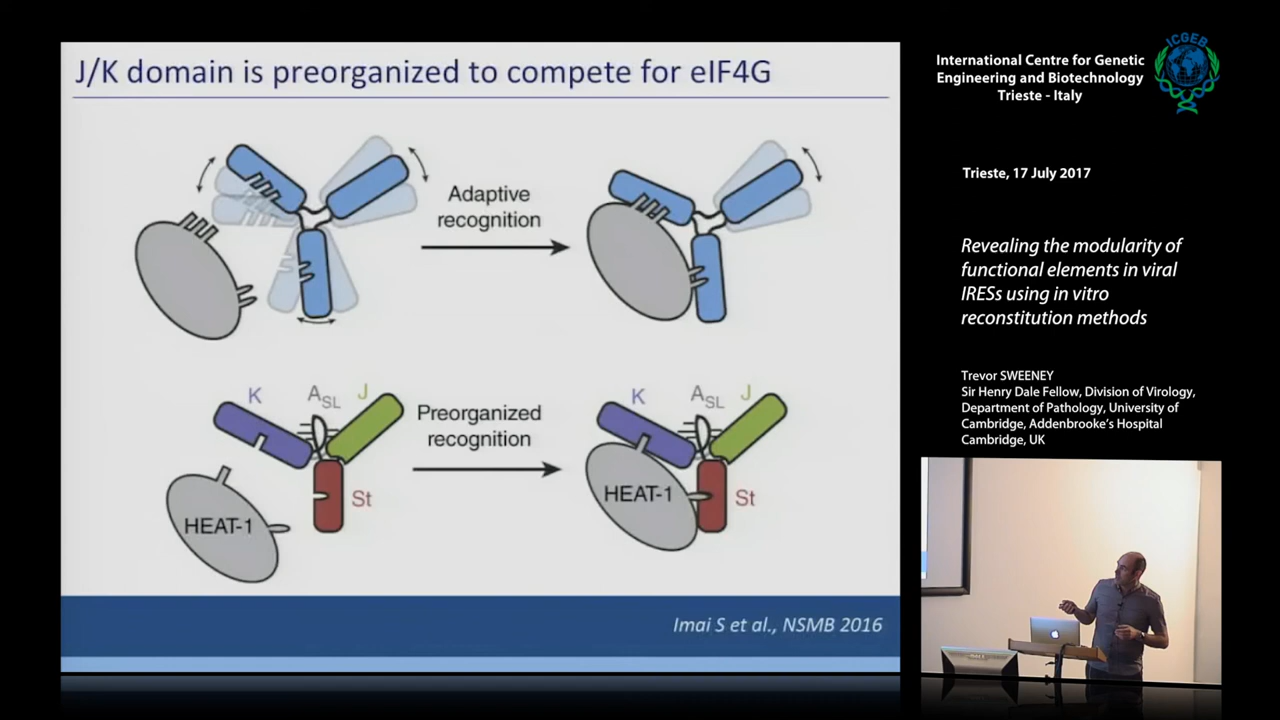 J/K domain is preorganized to compete for eIF4G
Adaptive
recognition
K
A SL
J
Preorganized
recognition
K
A SL
J
HEAT-1
St
HEAT-1
St
Imai S et al., NSMB 2016
International Centre for Genetic
Engineering and Biotechnology
Trieste - Italy
ICGEB
Trieste, 17 July 2017
Revealing the modularity of
functional elements in viral
IRESs using in vitro
reconstitution methods
Trevor SWEENEY
Sir Henry Dale Fellow, Division of Virology,
Department of Pathology, University of
Cambridge, Addenbrooke's Hospital
Cambridge, UK